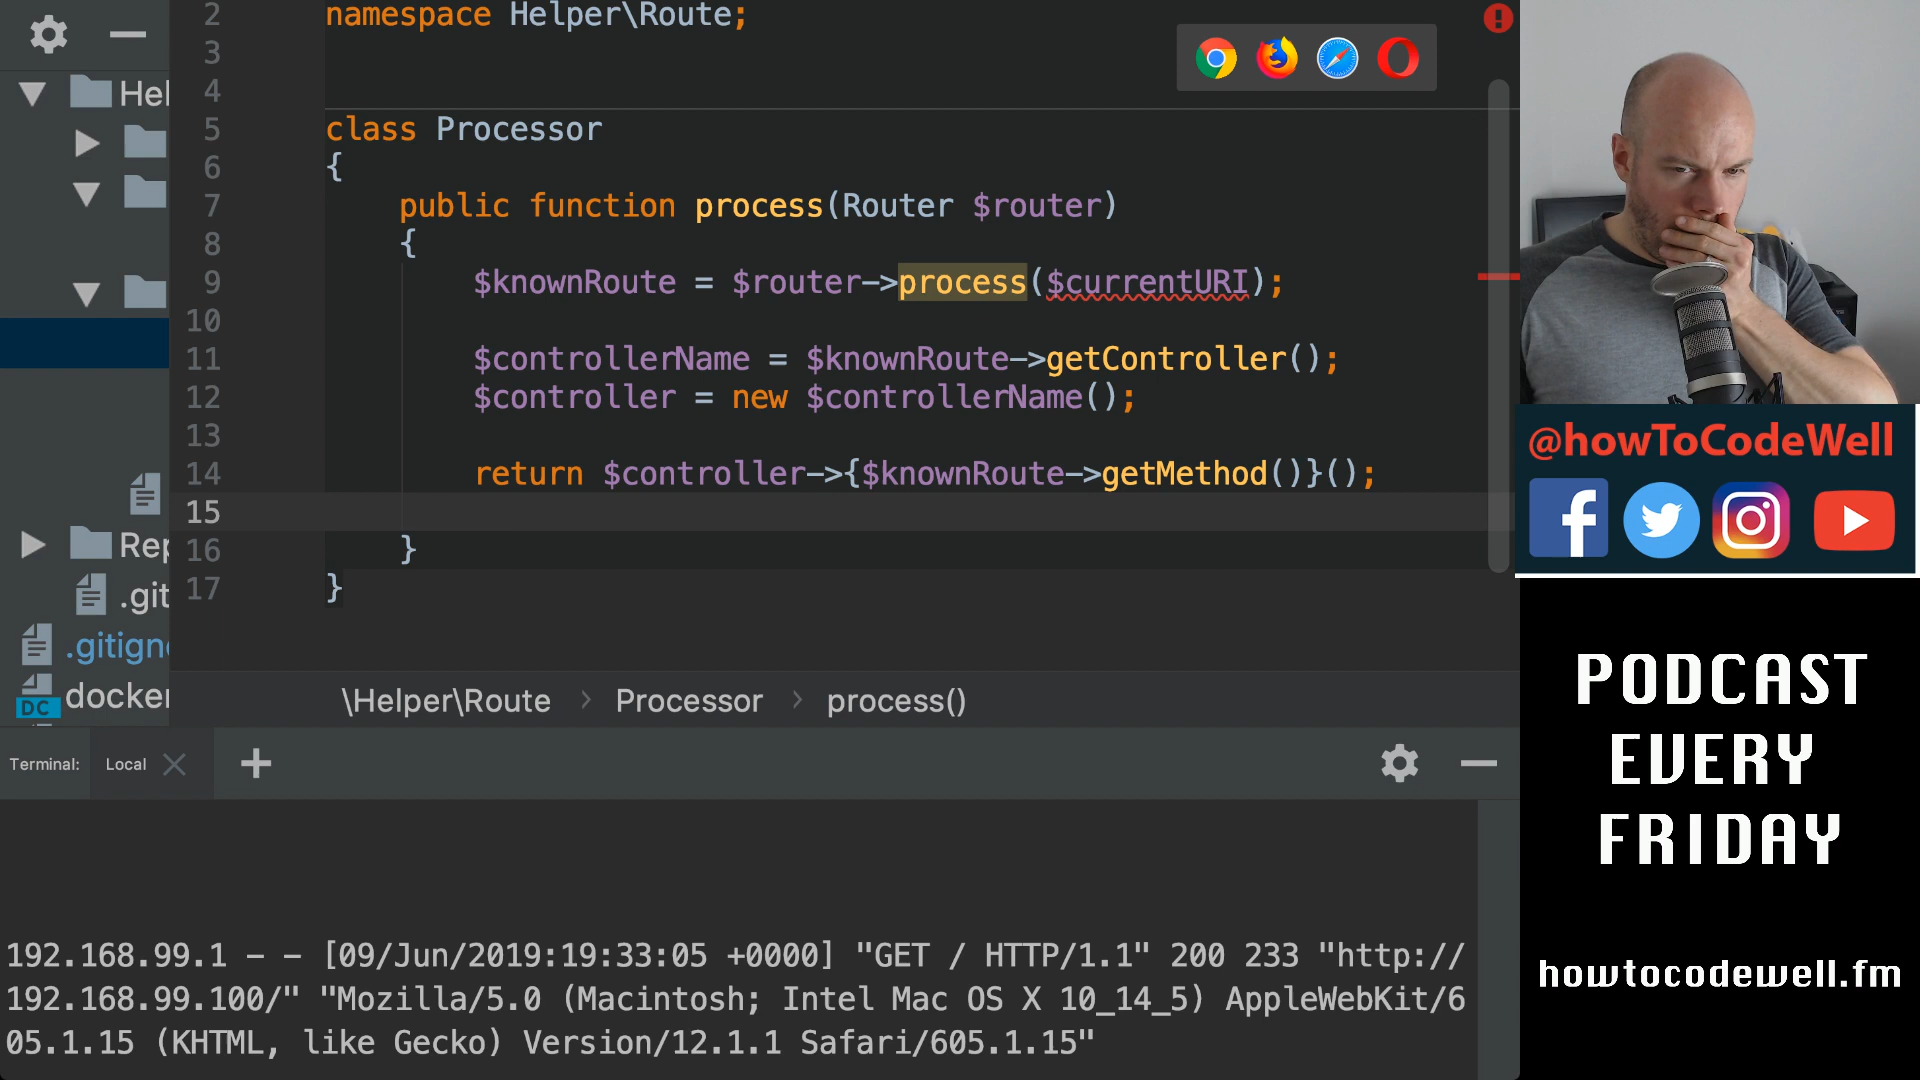 2 namespace Helper\Route;
3
4
5 class Processor
6 {
7 public function process(Router $router)
8 {
9 $knownRoute = $router->process($currentURI);
10
11 $controllerName = $knownRoute->getController();
12 $controller = new $controllerName();
13
14 return $controller->{$knownRoute->getMethod()}();
15
16 }
17 }
Hel
Rep
.git
.gitign
docker
DC
\Helper\Route > Processor > process()
Terminal: Local
192.168.99.1 - - [09/Jun/2019:19:33:05 +0000] "GET / HTTP/1.1" 200 233 "http://
192.168.99.100/" "Mozilla/5.0 (Macintosh; Intel Mac OS X 10_14_5) AppleWebKit/6
05.1.15 (KHTML, like Gecko) Version/12.1.1 Safari/605.1.15"
@howToCodeWell
PODCAST
EVERY
FRIDAY
howtocodewell.fm